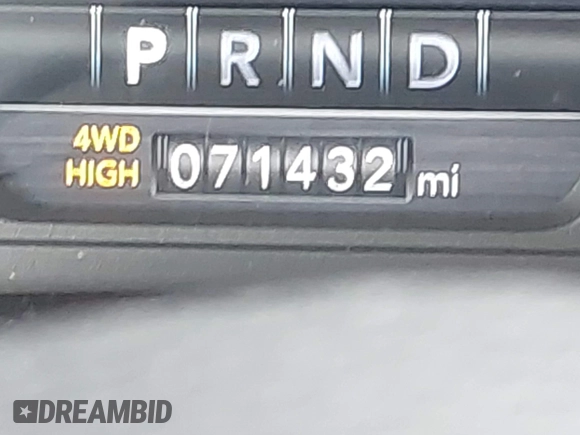 P R N D
4WD
HIGH
071432 mi
DREAMBID